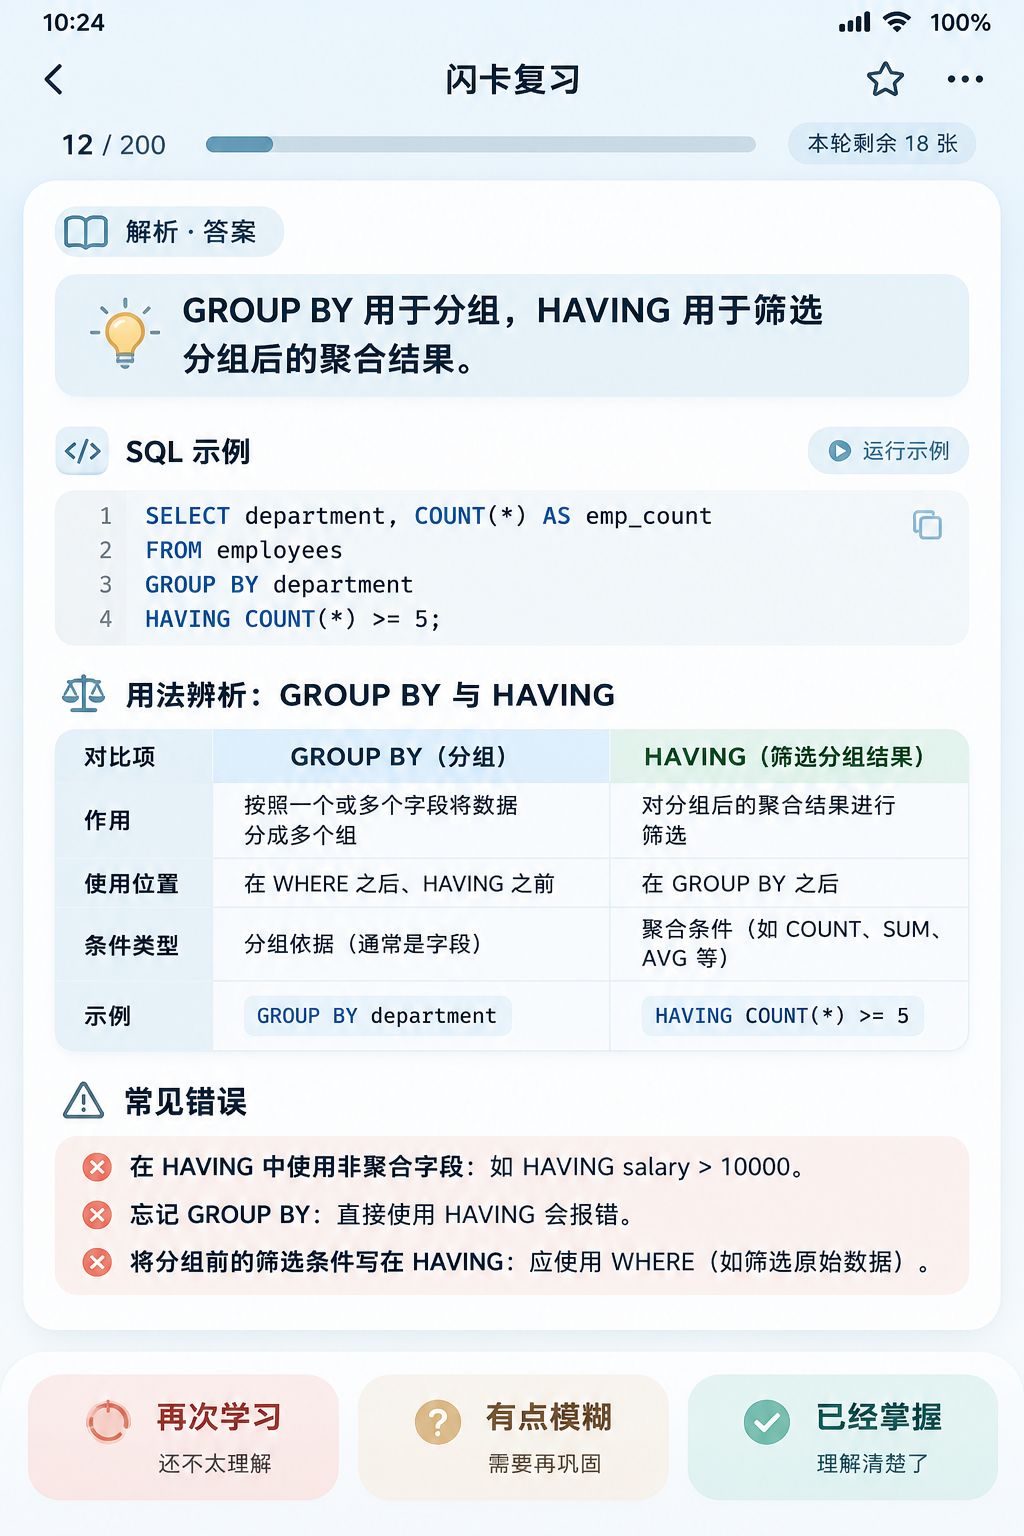 10:24
100%
闪卡复习
12 / 200
本轮剩余 18 张
解析 · 答案
GROUP BY 用于分组，HAVING 用于筛选
分组后的聚合结果。
SQL 示例
运行示例
1 SELECT department, COUNT(*) AS emp_count
2 FROM employees
3 GROUP BY department
4 HAVING COUNT(*) >= 5;
用法辨析：GROUP BY 与 HAVING
对比项 GROUP BY（分组） HAVING（筛选分组结果）
作用
按照一个或多个字段将数据
分成多个组
对分组后的聚合结果进行
筛选
使用位置 在 WHERE 之后、HAVING 之前 在 GROUP BY 之后
条件类型 分组依据（通常是字段）
聚合条件（如 COUNT、SUM、
AVG 等）
示例 GROUP BY department HAVING COUNT(*) >= 5
常见错误
在 HAVING 中使用非聚合字段：如 HAVING salary > 10000。
忘记 GROUP BY：直接使用 HAVING 会报错。
将分组前的筛选条件写在 HAVING：应使用 WHERE（如筛选原始数据）。
再次学习
还不太理解
有点模糊
需要再巩固
已经掌握
理解清楚了